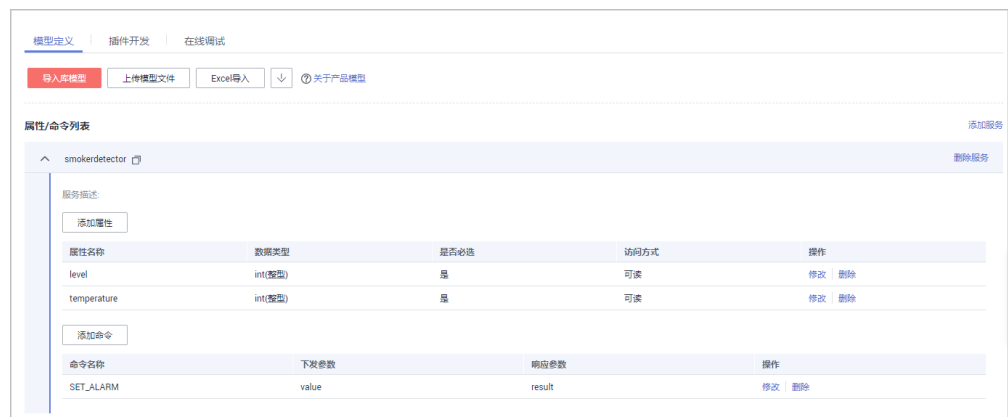 模型定义 插件开发 在线调试
导入库模型 上传模型文件 Excel导入 关于产品模型
属性/命令列表 添加服务
smokerdetector 删除服务
服务描述:
添加属性
属性名称 数据类型 是否必选 访问方式 操作
level int(整型) 是 可读 修改 删除
temperature int(整型) 是 可读 修改 删除
添加命令
命令名称 下发参数 响应参数 操作
SET_ALARM value result 修改 删除